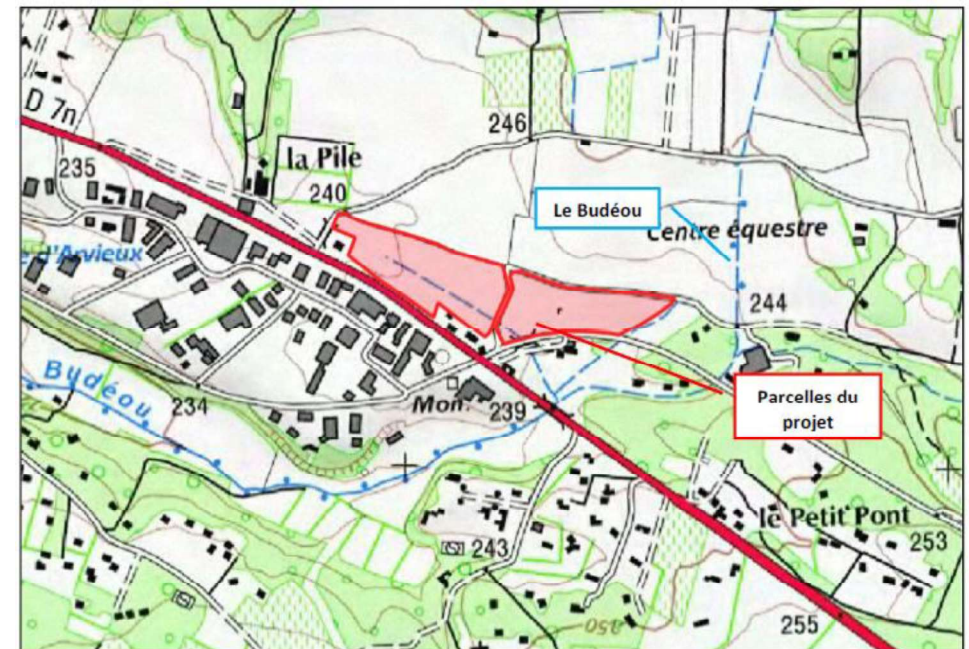 D 7n
246
235
la Pile
240
Le Budéou
Centre équestre
d'Arvieux
244
Budéou
234
Mon.
239
Parcelles du
projet
le Petit Pont
243
253
250
255